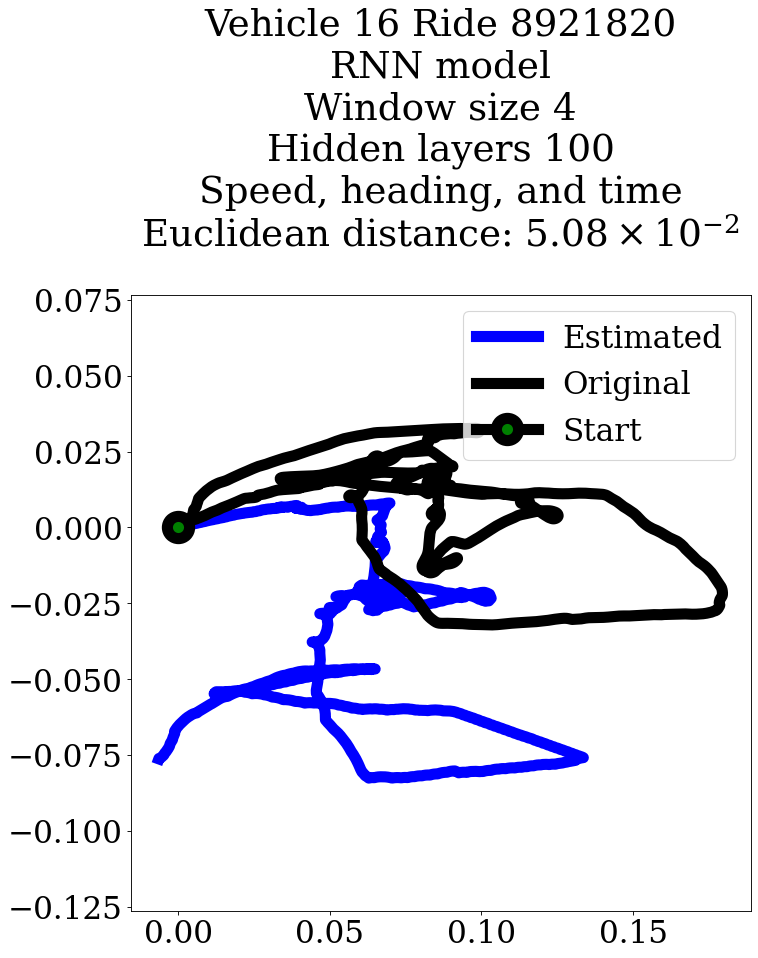 Vehicle 16 Ride 8921820
RNN model
Window size 4
Hidden layers 100
Speed, heading, and time
Euclidean distance: 5.08 × 10⁻²
Estimated
Original
Start
0.075
0.050
0.025
0.000
−0.025
−0.050
−0.075
−0.100
−0.125
0.00 0.05 0.10 0.15